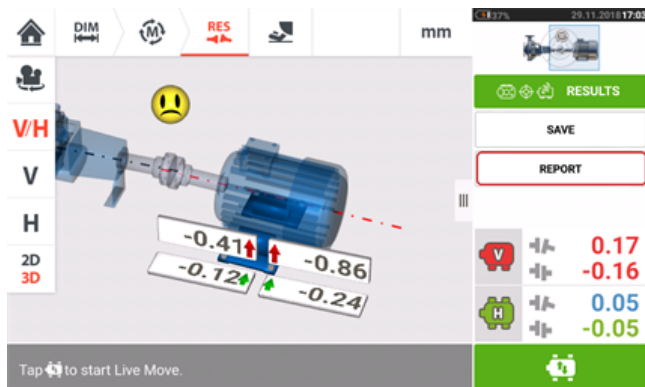 DIM
M
RES
mm
37%
29.11.2018 17:03
V/H
V
H
2D
3D
-0.41
-0.86
-0.12
-0.24
RESULTS
SAVE
REPORT
V
0.17
-0.16
H
0.05
-0.05
Tap to start Live Move.